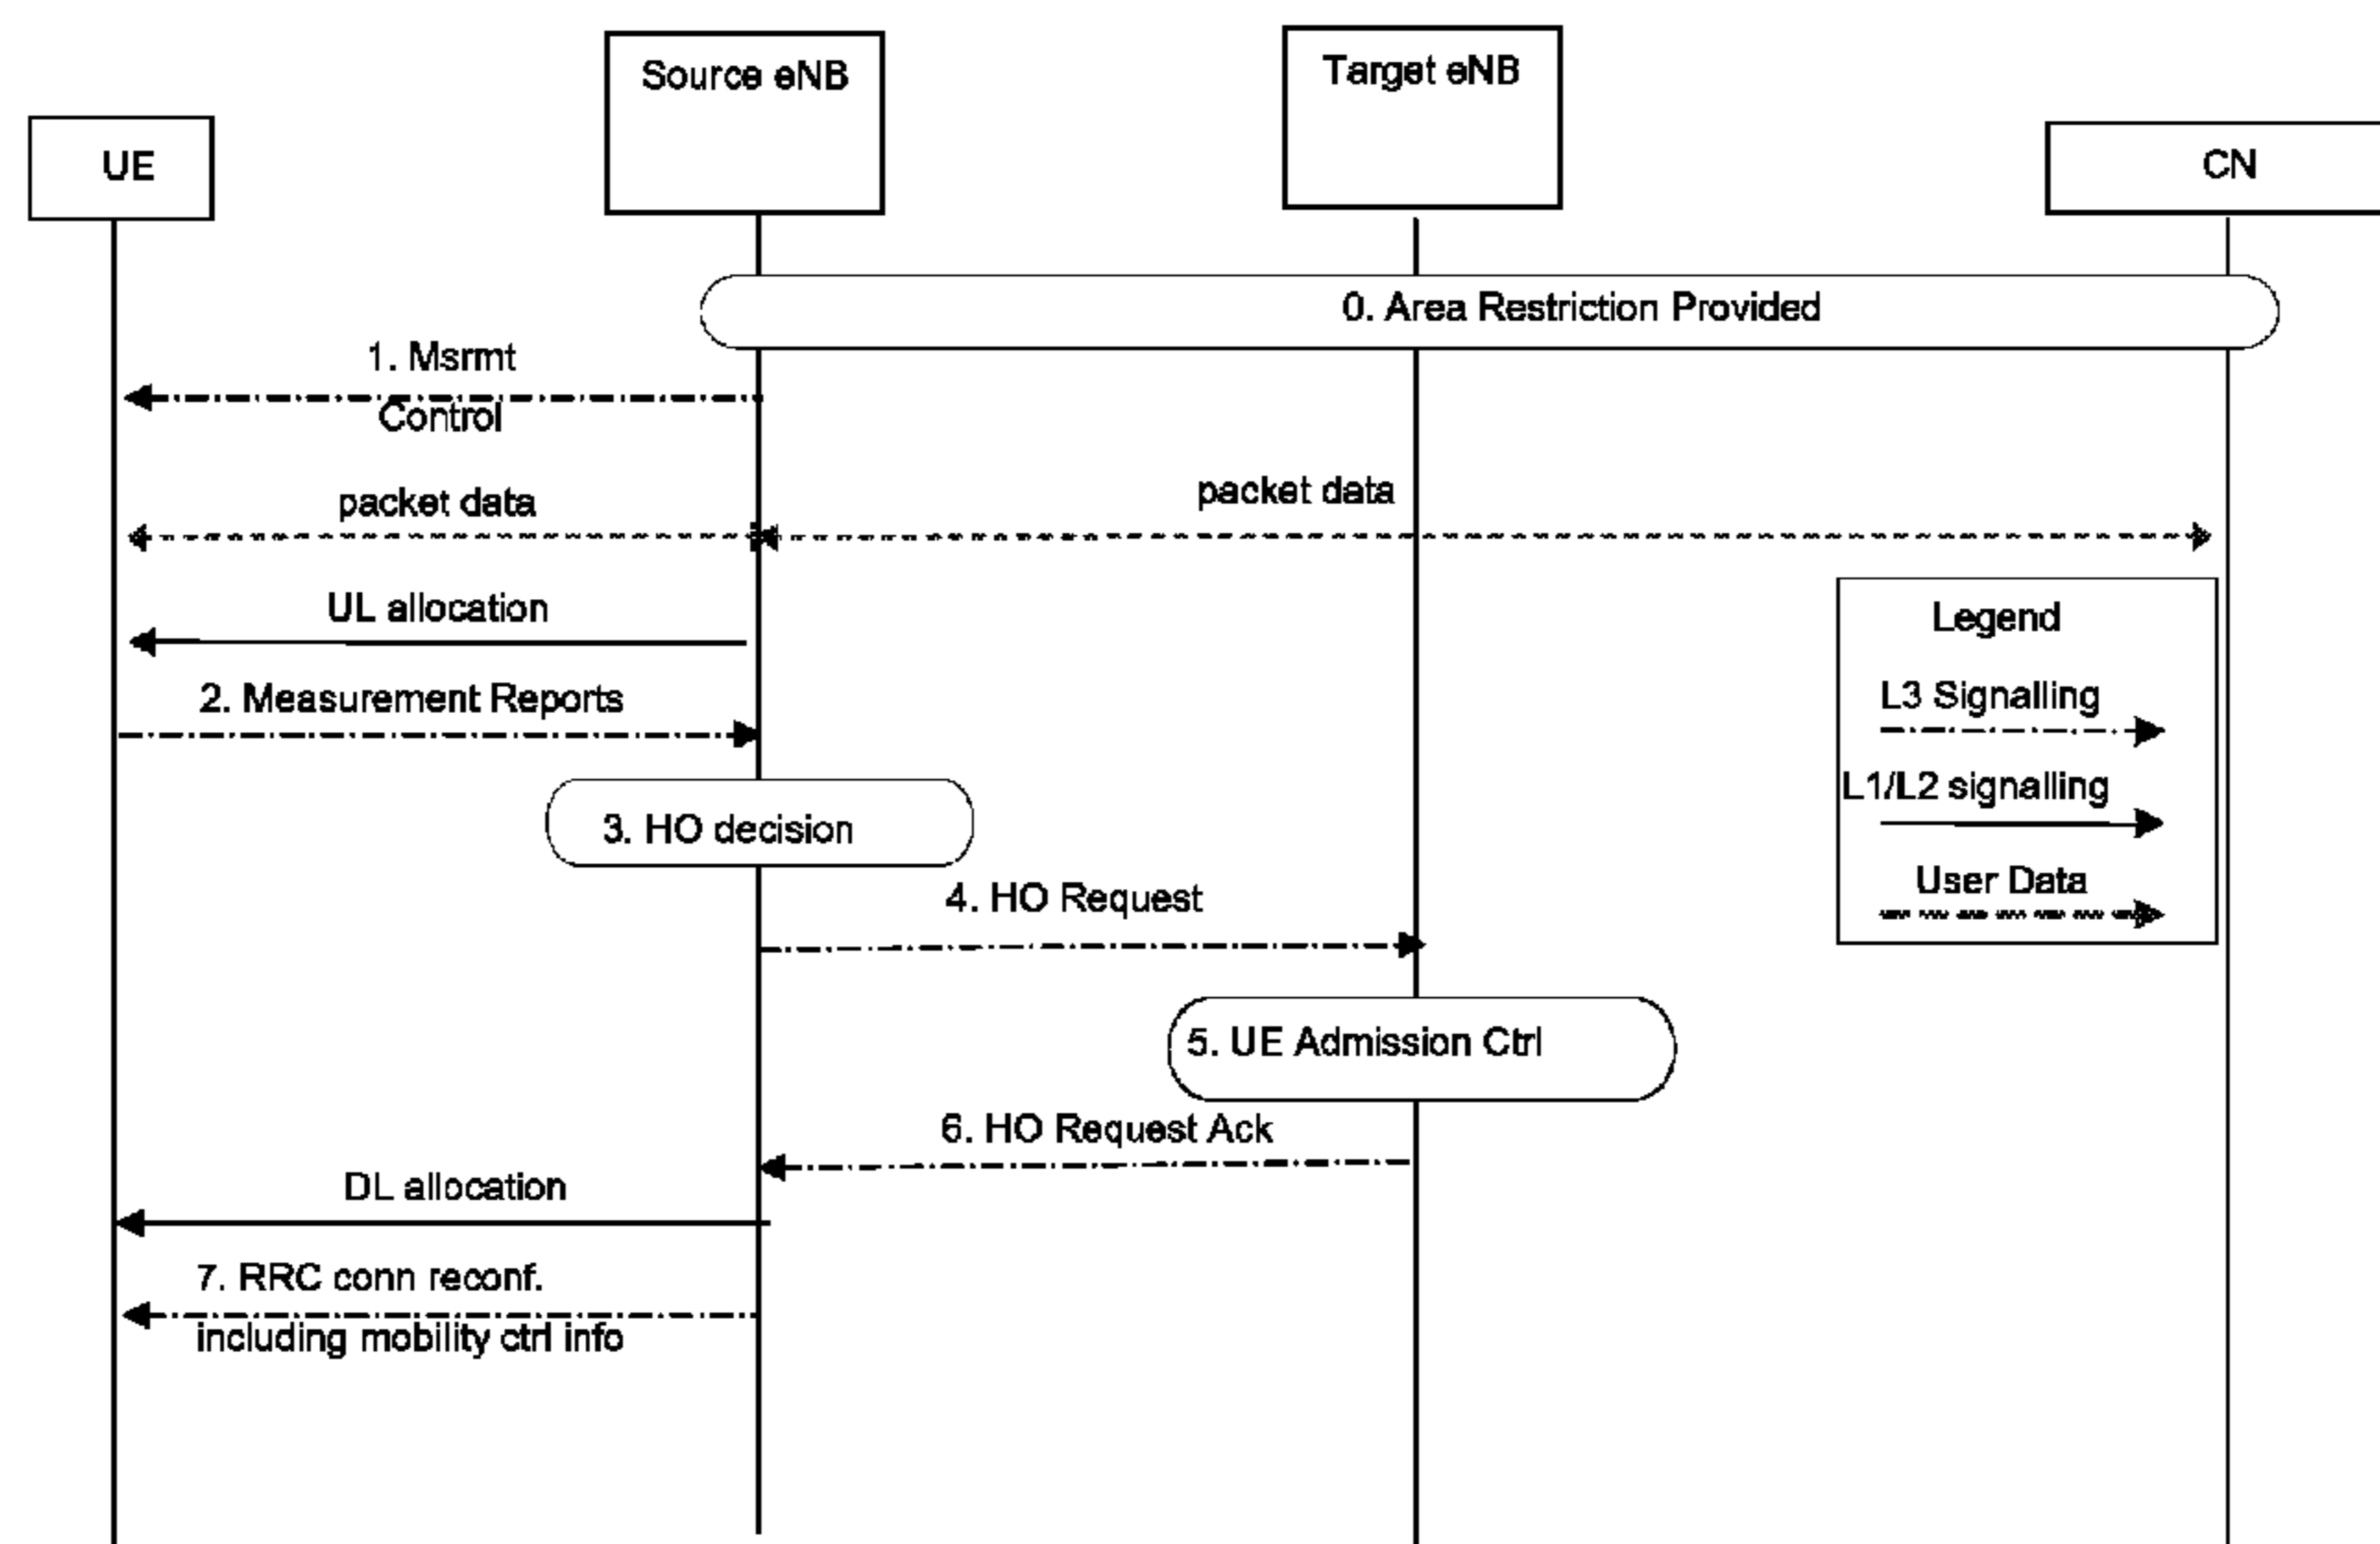 Source eNB
Target eNB
UE
CN
0. Area Restriction Provided
1. Msrmt
Control
packet data
packet data
UL allocation
Legend
2. Measurement Reports
L3 Signalling
L1/L2 signalling
3. HO decision
User Data
4. HO Request
5. UE Admission Ctrl
6. HO Request Ack
DL allocation
7. RRC conn reconf.
including mobility ctrl info